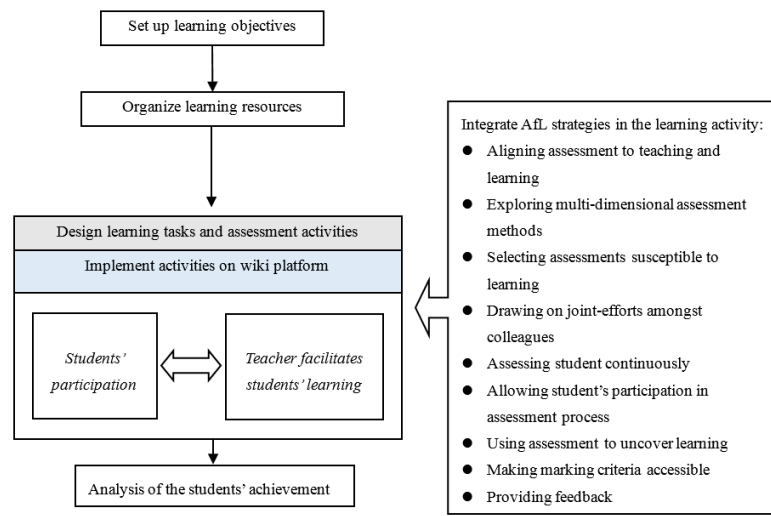 Set up learning objectives
Organize learning resources
Design learning tasks and assessment activities
Implement activities on wiki platform
Students’
participation
Teacher facilitates
students’ learning
Analysis of the students’ achievement
Integrate AfL strategies in the learning activity:
● Aligning assessment to teaching and
learning
● Exploring multi-dimensional assessment
methods
● Selecting assessments susceptible to
learning
● Drawing on joint-efforts amongst
colleagues
● Assessing student continuously
● Allowing student’s participation in
assessment process
● Using assessment to uncover learning
● Making marking criteria accessible
● Providing feedback